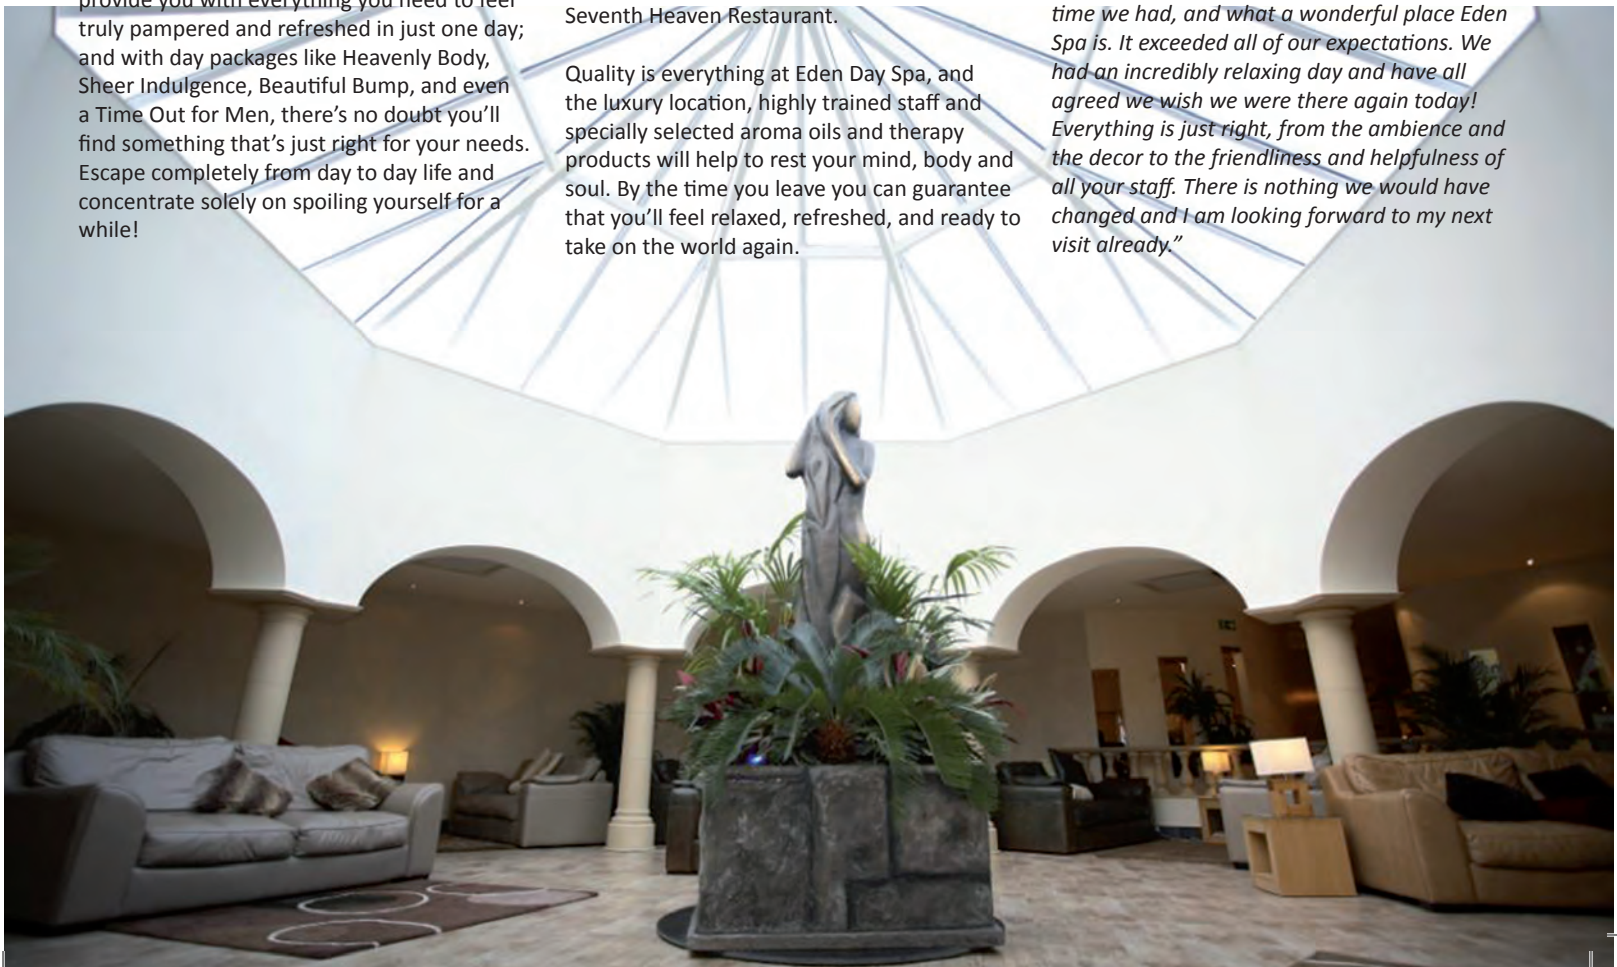 provide you with everything you need to feel
truly pampered and refreshed in just one day;
and with day packages like Heavenly Body,
Sheer Indulgence, Beautiful Bump, and even
a Time Out for Men, there’s no doubt you’ll
find something that’s just right for your needs.
Escape completely from day to day life and
concentrate solely on spoiling yourself for a
while!
Seventh Heaven Restaurant.
Quality is everything at Eden Day Spa, and
the luxury location, highly trained staff and
specially selected aroma oils and therapy
products will help to rest your mind, body and
soul. By the time you leave you can guarantee
that you’ll feel relaxed, refreshed, and ready to
take on the world again.
time we had, and what a wonderful place Eden
Spa is. It exceeded all of our expectations. We
had an incredibly relaxing day and have all
agreed we wish we were there again today!
Everything is just right, from the ambience and
the decor to the friendliness and helpfulness of
all your staff. There is nothing we would have
changed and I am looking forward to my next
visit already.”